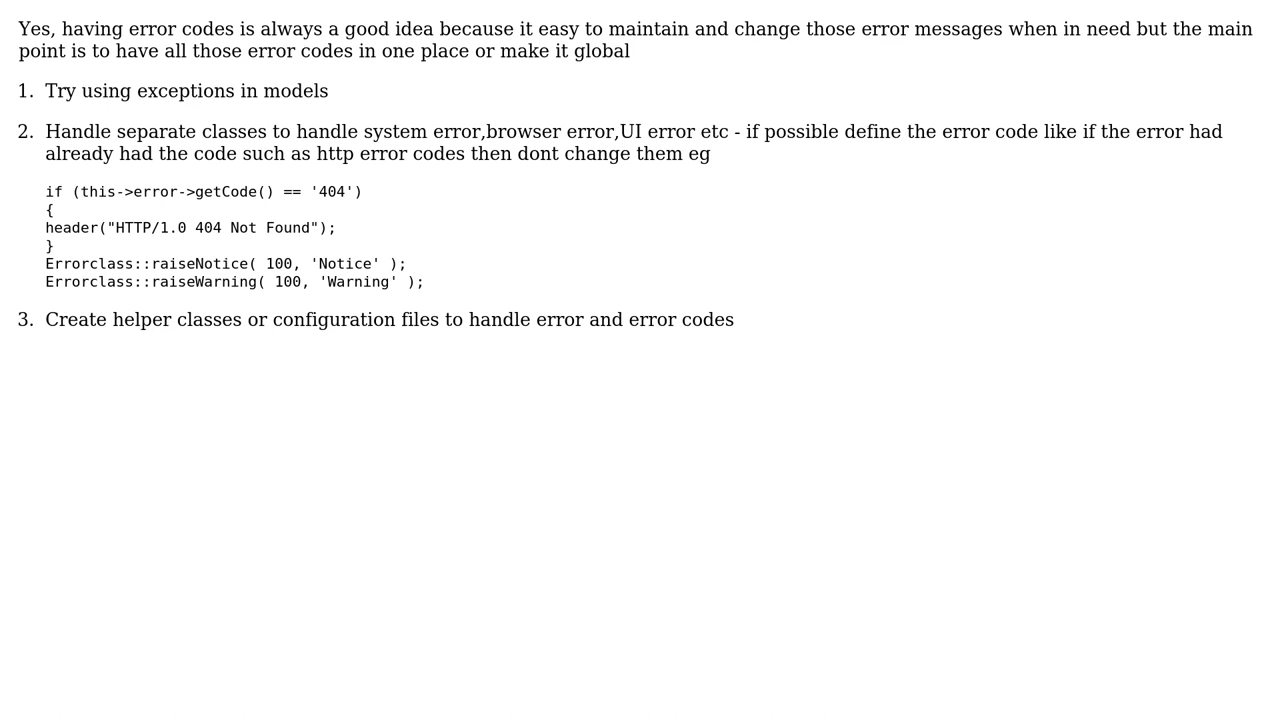 Yes, having error codes is always a good idea because it easy to maintain and change those error messages when in need but the main
point is to have all those error codes in one place or make it global
1. Try using exceptions in models
2. Handle separate classes to handle system error,browser error,UI error etc - if possible define the error code like if the error had
already had the code such as http error codes then dont change them eg
if (this->error->getCode() == '404')
{
header("HTTP/1.0 404 Not Found");
}
Errorclass::raiseNotice( 100, 'Notice' );
Errorclass::raiseWarning( 100, 'Warning' );
3. Create helper classes or configuration files to handle error and error codes